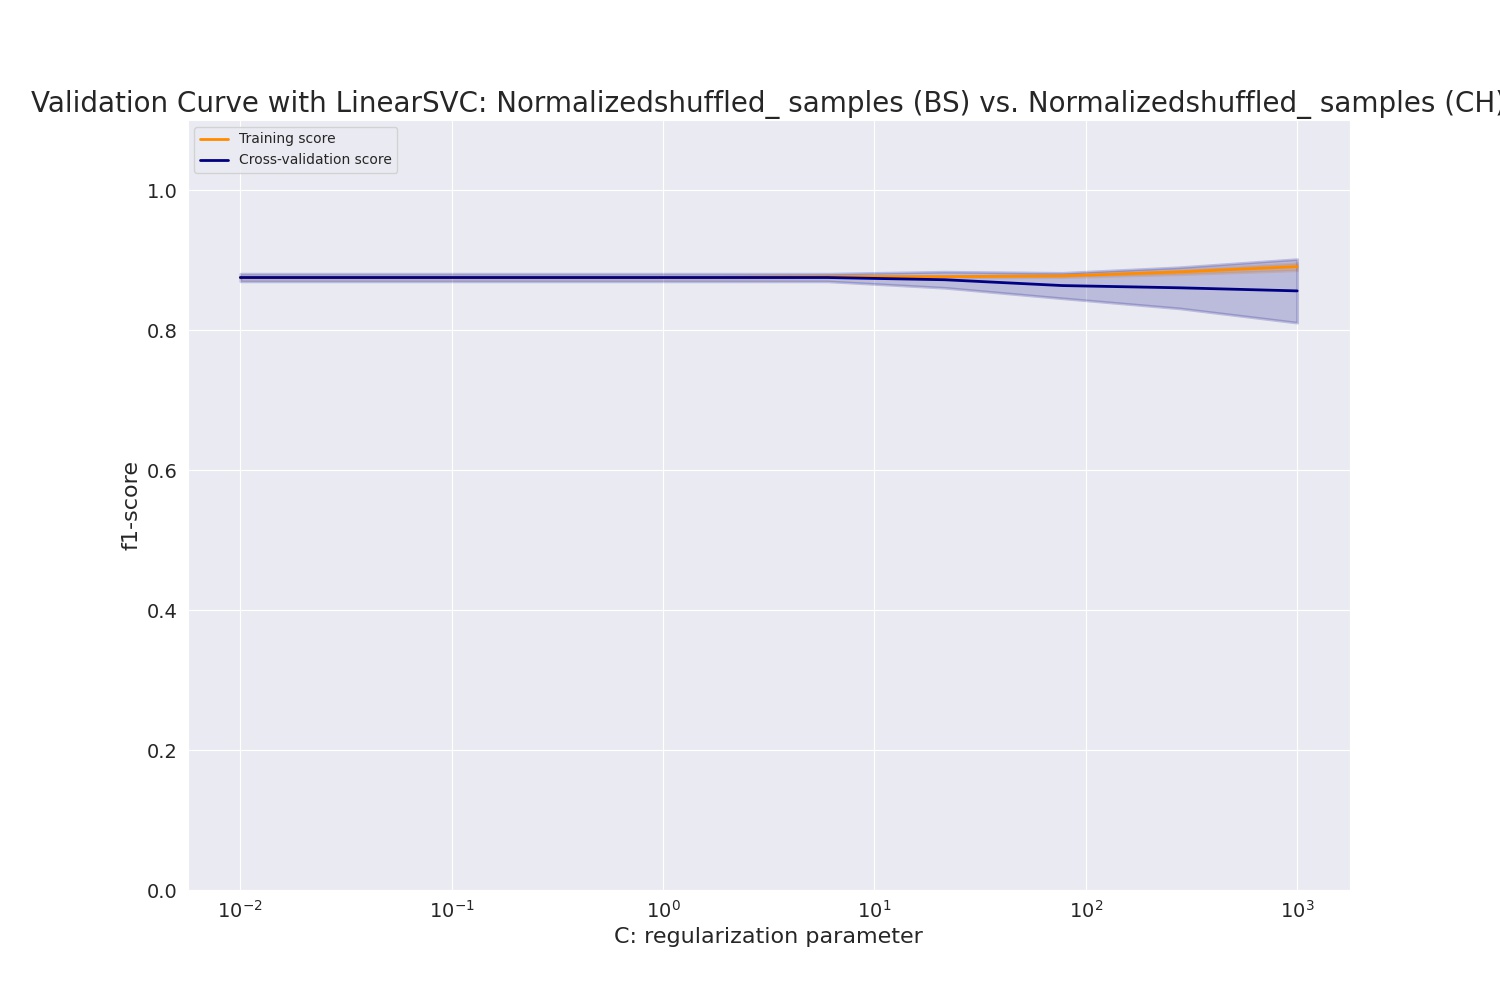 Validation Curve with LinearSVC: Normalizedshuffled_ samples (BS) vs. Normalizedshuffled_ samples (CH)
Training score
Cross-validation score
1.0
0.8
0.6
0.4
0.2
0.0
f1-score
10⁻² 10⁻¹ 10⁰ 10¹ 10² 10³
C: regularization parameter